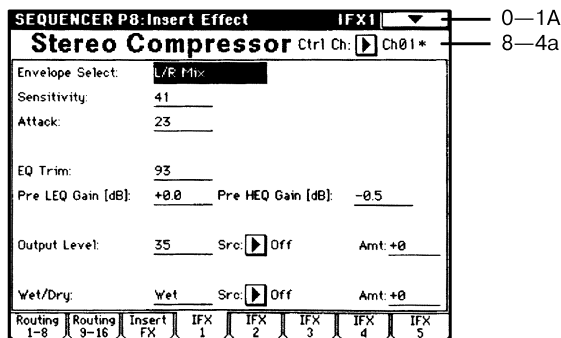 SEQUENCER P8:Insert Effect IFX1 0—1A
Stereo Compressor Ctrl Ch: Ch01* 8—4a
Envelope Select: L/R Mix
Sensitivity: 41
Attack: 23
EQ Trim: 93
Pre LEQ Gain [dB]: +0.0 Pre HEQ Gain [dB]: -0.5
Output Level: 35 Src: Off Amt: +0
Wet/Dry: Wet Src: Off Amt: +0
Routing 1-8 Routing 9-16 Insert FX IFX 1 IFX 2 IFX 3 IFX 4 IFX 5